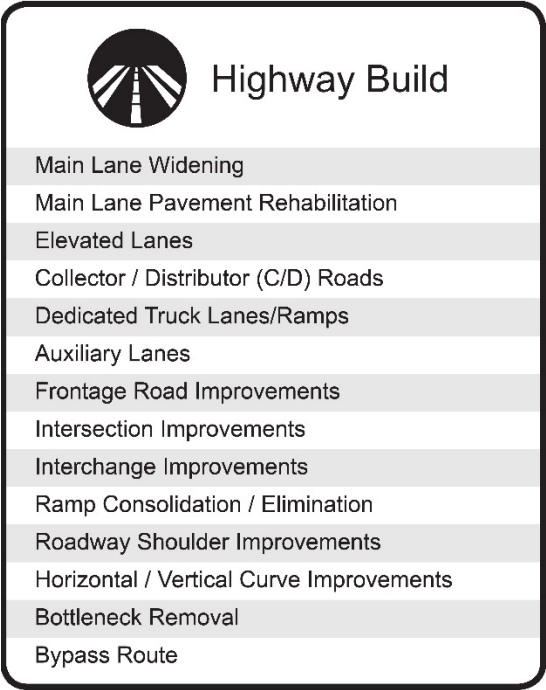 Highway Build
Main Lane Widening
Main Lane Pavement Rehabilitation
Elevated Lanes
Collector / Distributor (C/D) Roads
Dedicated Truck Lanes/Ramps
Auxiliary Lanes
Frontage Road Improvements
Intersection Improvements
Interchange Improvements
Ramp Consolidation / Elimination
Roadway Shoulder Improvements
Horizontal / Vertical Curve Improvements
Bottleneck Removal
Bypass Route